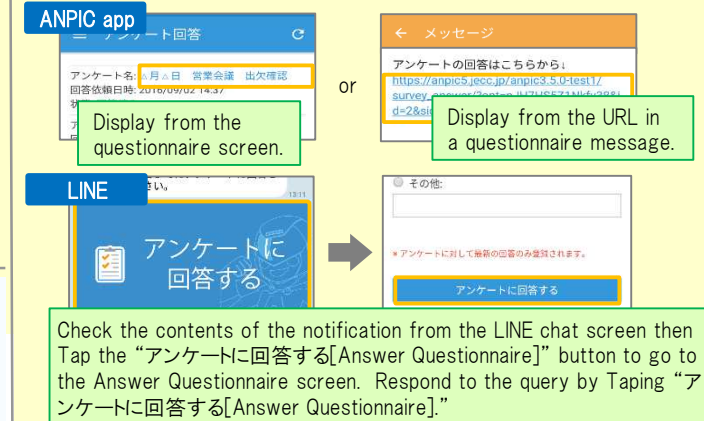 ANPIC app
アンケート回答
アンケート名: △月△日 営業会議 出欠確認
回答依頼日時: 2016/09/02 14:37
Display from the
questionnaire screen.
or
← メッセージ
アンケートの回答はこちらから↓
https://anpic5.jecc.jp/anpic3.5.0-test1/
Display from the URL in
a questionnaire message.
LINE
さい。
13:11
アンケートに
回答する
その他:
※アンケートに対して最新の回答のみ登録されます。
アンケートに回答する
Check the contents of the notification from the LINE chat screen then
Tap the “アンケートに回答する[Answer Questionnaire]” button to go to
the Answer Questionnaire screen. Respond to the query by Taping “ア
ンケートに回答する[Answer Questionnaire].”